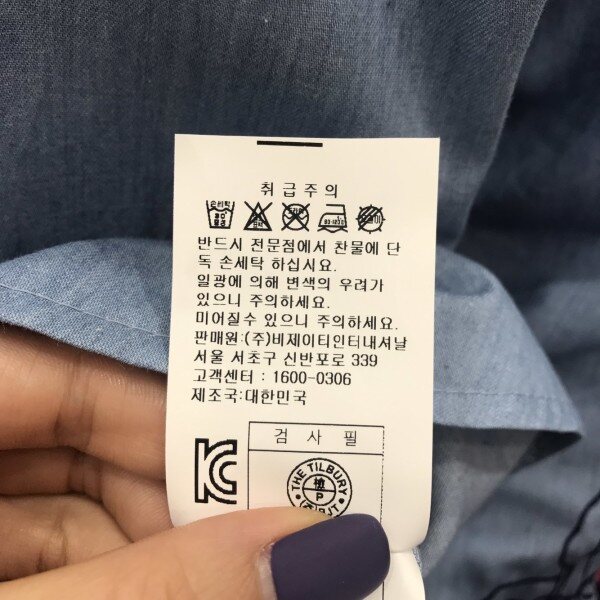 취급주의
손세탁
80-120℃
반드시 전문점에서 찬물에 단
독 손세탁 하십시요.
일광에 의해 변색의 우려가
있으니 주의하세요.
미어질수 있으니 주의하세요.
판매원:(주)비제이티인터내셔날
서울 서초구 신반포로 339
고객센터 : 1600-0306
제조국:대한민국
검 사 필
THE TILBURY
檢
P